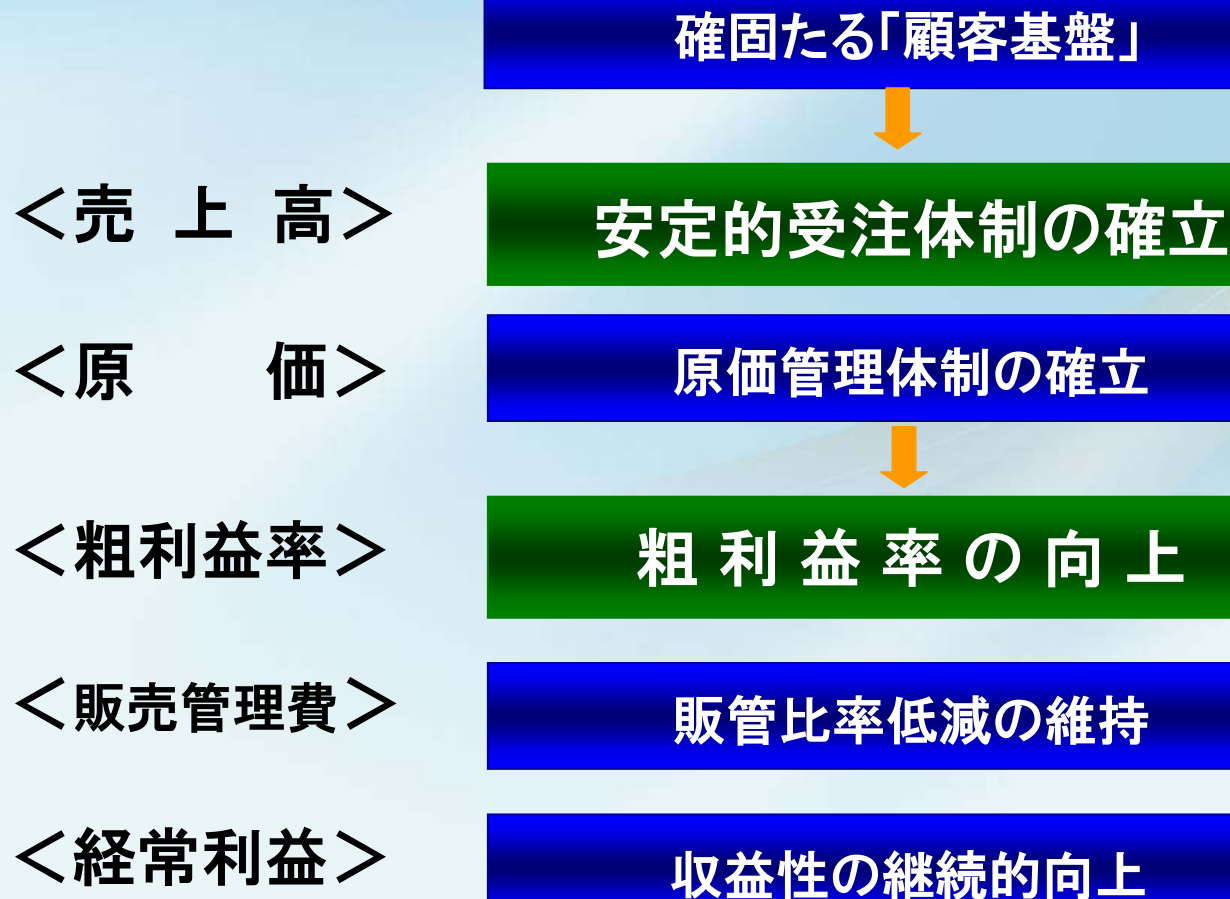 確固たる「顧客基盤」
<売 上 高>
安定的受注体制の確立
<原　　価>
原価管理体制の確立
<粗利益率>
粗 利 益 率 の 向 上
<販売管理費>
販管比率低減の維持
<経常利益>
収益性の継続的向上